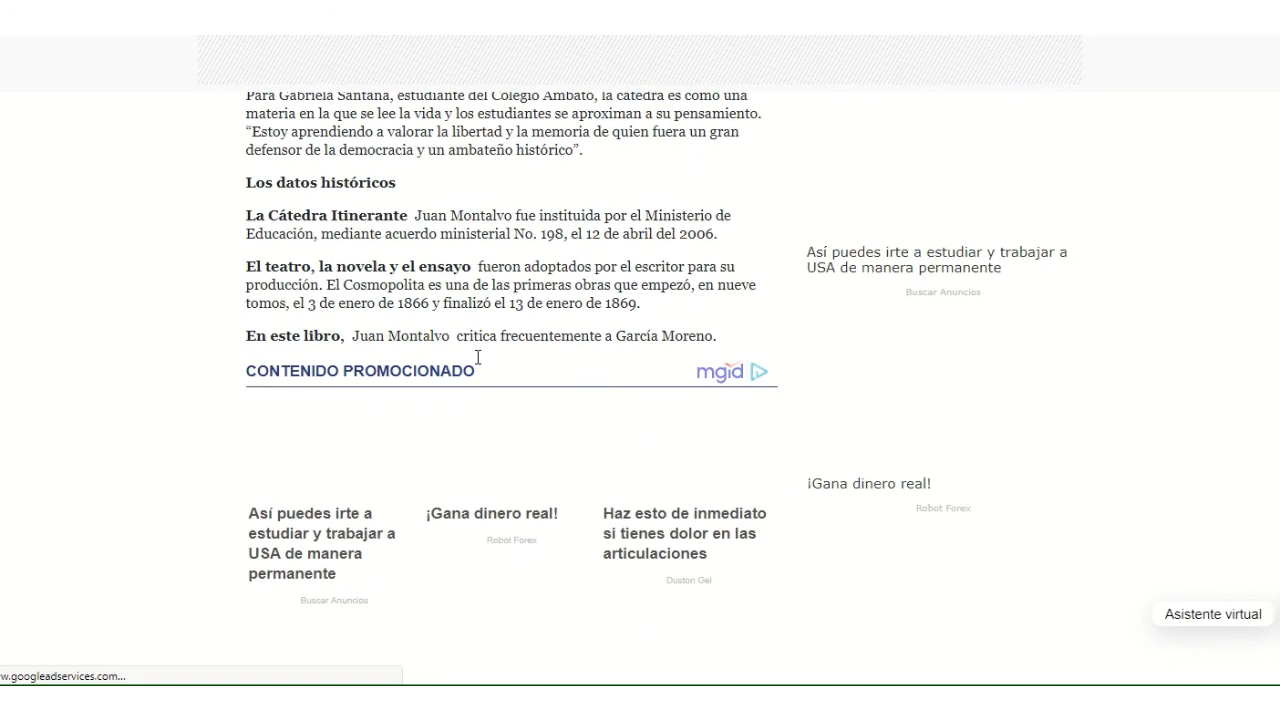 Para Gabriela Santana, estudiante del Colegio Ambato, la cátedra es como una
materia en la que se lee la vida y los estudiantes se aproximan a su pensamiento.
“Estoy aprendiendo a valorar la libertad y la memoria de quien fuera un gran
defensor de la democracia y un ambateño histórico”.
Los datos históricos
La Cátedra Itinerante Juan Montalvo fue instituida por el Ministerio de
Educación, mediante acuerdo ministerial No. 198, el 12 de abril del 2006.
El teatro, la novela y el ensayo fueron adoptados por el escritor para su
producción. El Cosmopolita es una de las primeras obras que empezó, en nueve
tomos, el 3 de enero de 1866 y finalizó el 13 de enero de 1869.
En este libro, Juan Montalvo critica frecuentemente a García Moreno.
CONTENIDO PROMOCIONADO
mgid
Así puedes irte a
estudiar y trabajar a
USA de manera
permanente
Buscar Anuncios
¡Gana dinero real!
Robot Forex
Haz esto de inmediato
si tienes dolor en las
articulaciones
Duston Gel
Así puedes irte a estudiar y trabajar a
USA de manera permanente
Buscar Anuncios
¡Gana dinero real!
Robot Forex
Asistente virtual
w.googleadservices.com...